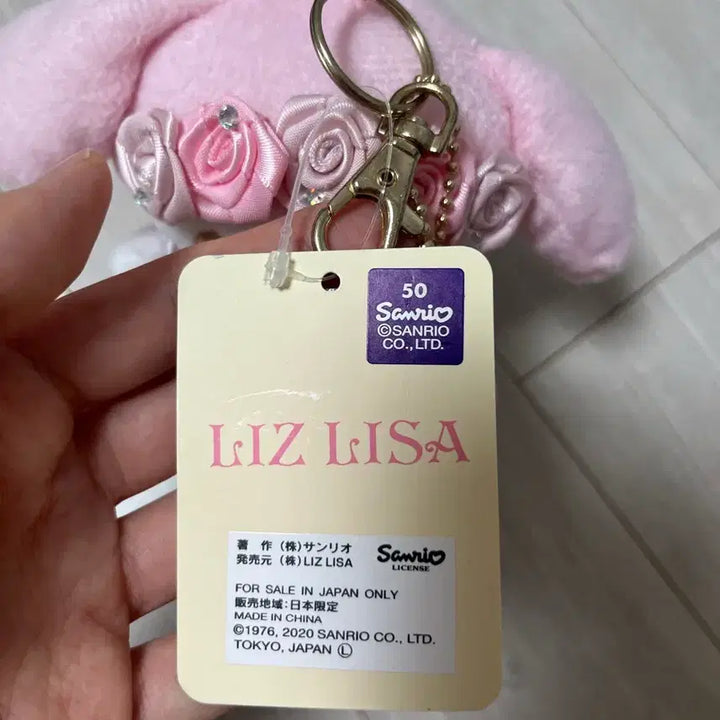 50
Sanrio
©SANRIO
CO.,LTD.
LIZ LISA
著 作 (株)サンリオ
発売元 (株)LIZ LISA
Sanrio
LICENSE
FOR SALE IN JAPAN ONLY
販売地域:日本限定
MADE IN CHINA
©1976, 2020 SANRIO CO., LTD.
TOKYO, JAPAN Ⓛ